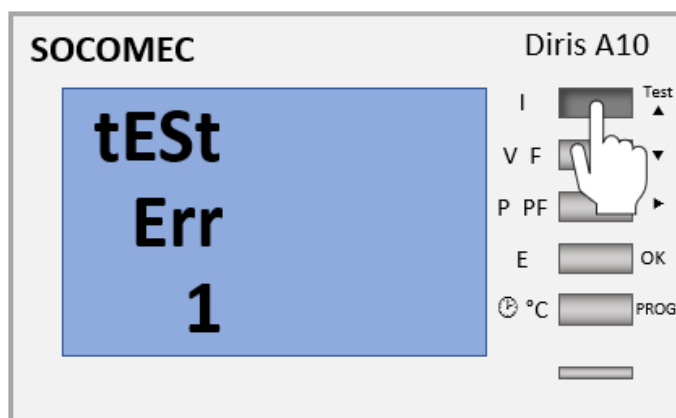 SOCOMEC Diris A10
tESt
Err
1
I Test ▲
V F ▼
P PF ►
E OK
°C PROG